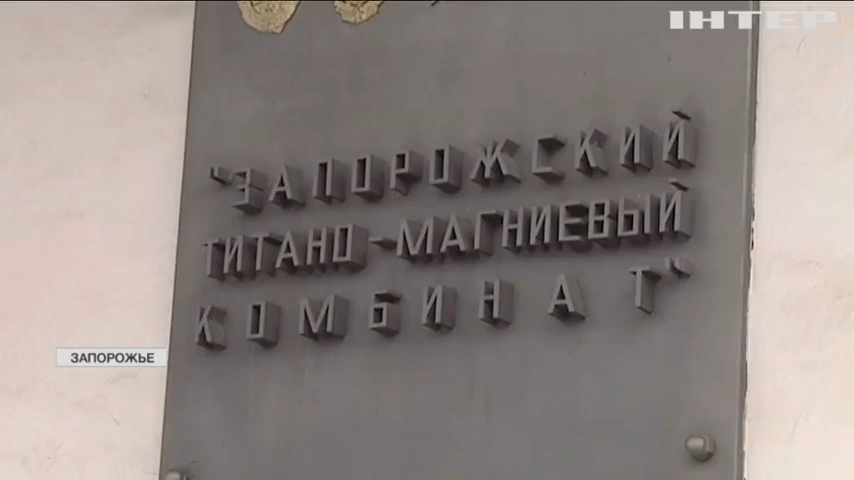 ІНТЕР
"ЗАПОРОЖСКИЙ
ТИТАНО-МАГНИЕВЫЙ
КОМБИНАТ"
ЗАПОРОЖЬЕ